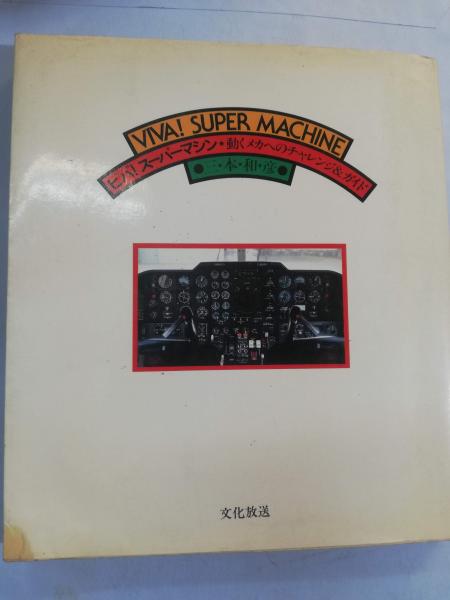 VIVA! SUPER MACHINE
ビバ！スーパーマシン・動くメカへのチャレンジ&ガイド
●三・本・和・彦●
文化放送